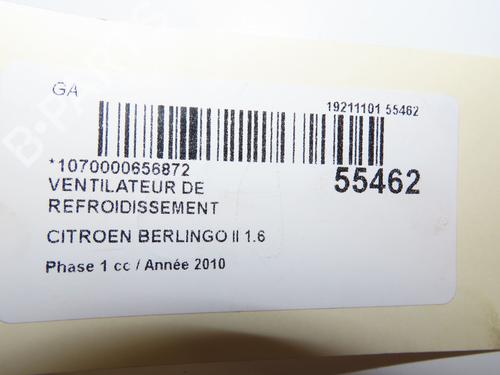 GA
19211101 55462
*1070000656872
55462
VENTILATEUR DE
REFROIDISSEMENT
CITROEN BERLINGO II 1.6
Phase 1 cc / Année 2010